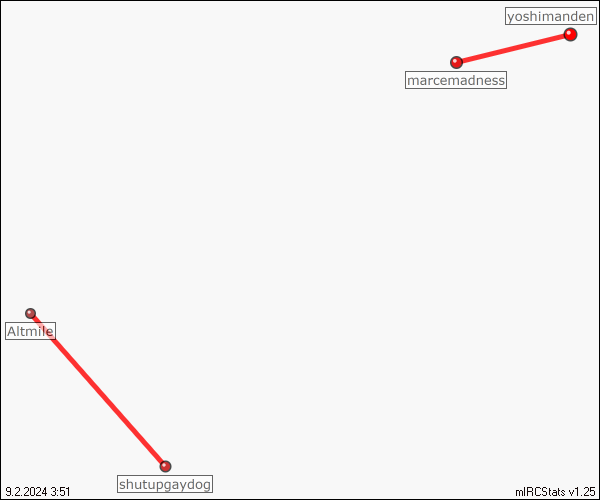 yoshimanden
marcemadness
Altmile
shutupgaydog
9.2.2024 3:51
mIRCStats v1.25